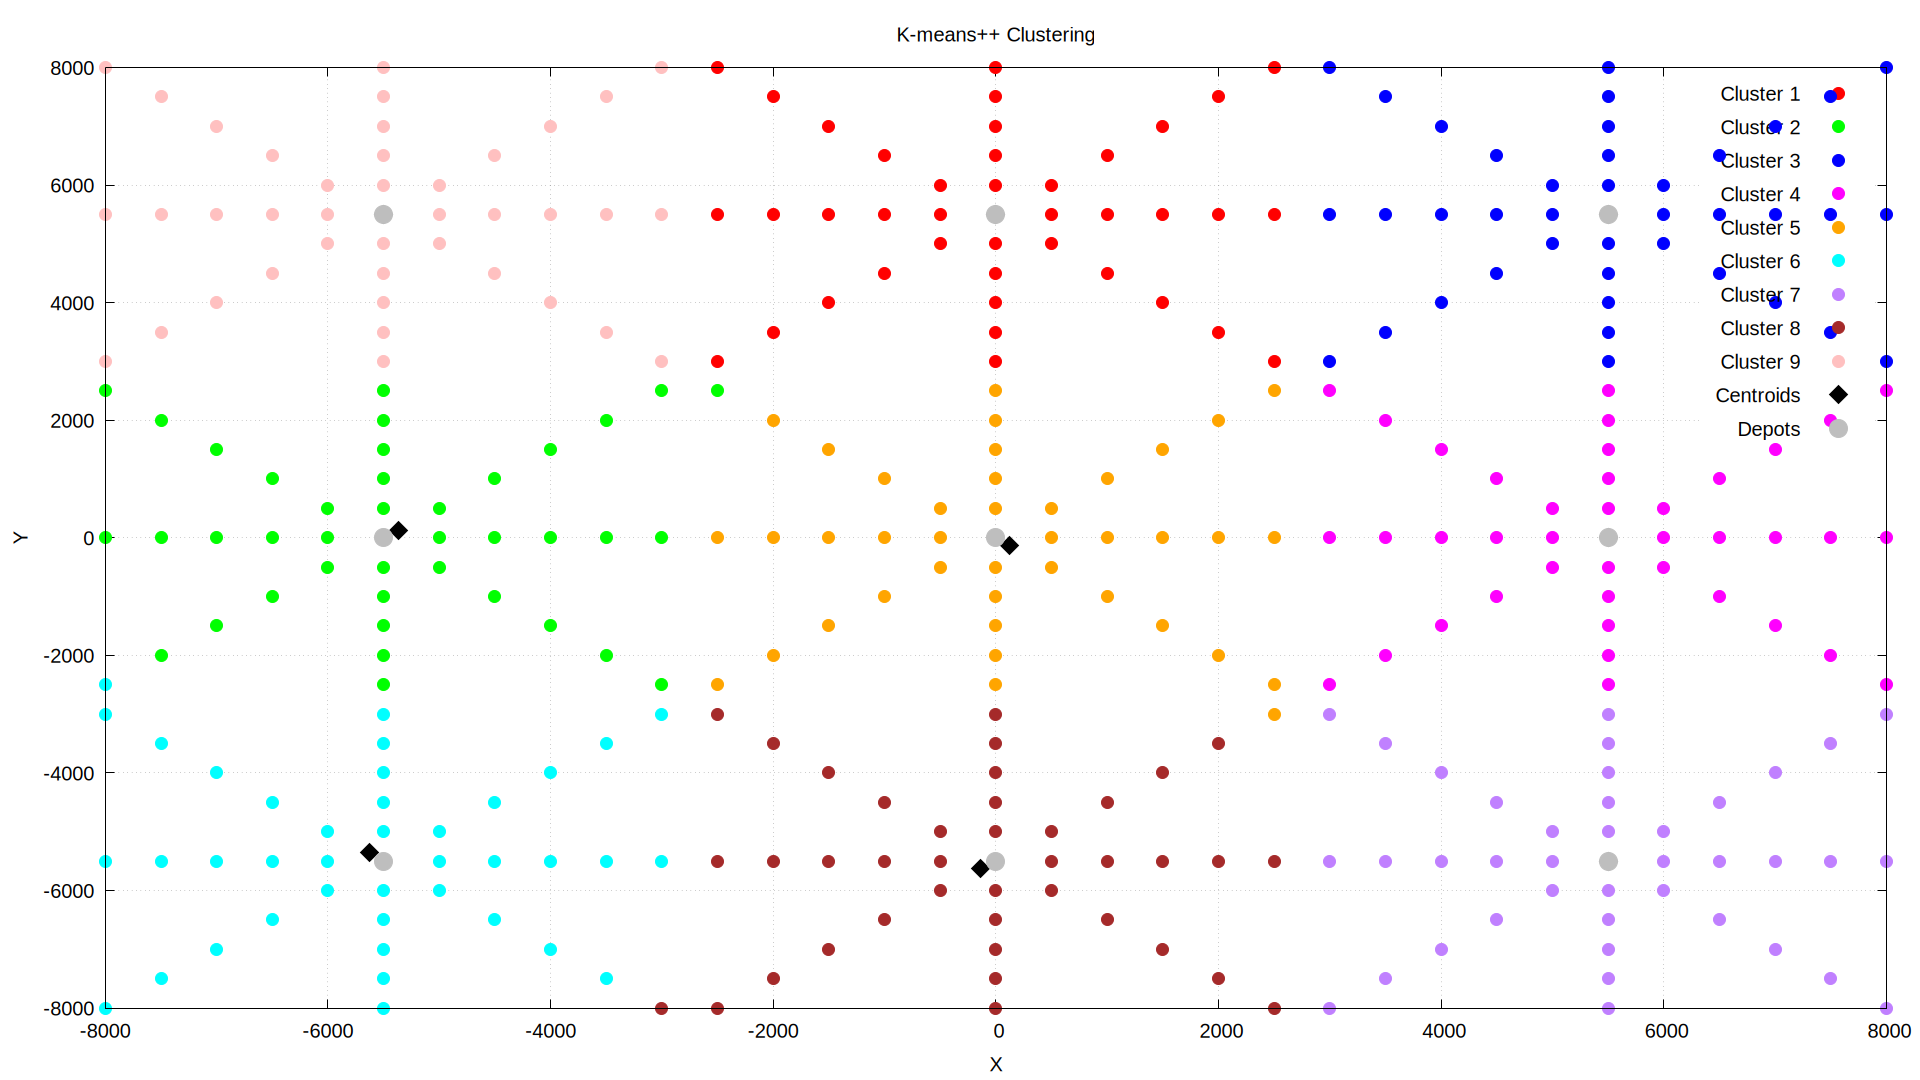 K-means++ Clustering
8000
6000
4000
2000
0
-2000
-4000
-6000
-8000
Y
Cluster 1
Cluster 2
Cluster 3
Cluster 4
Cluster 5
Cluster 6
Cluster 7
Cluster 8
Cluster 9
Centroids
Depots
-8000 -6000 -4000 -2000 0 2000 4000 6000 8000
X